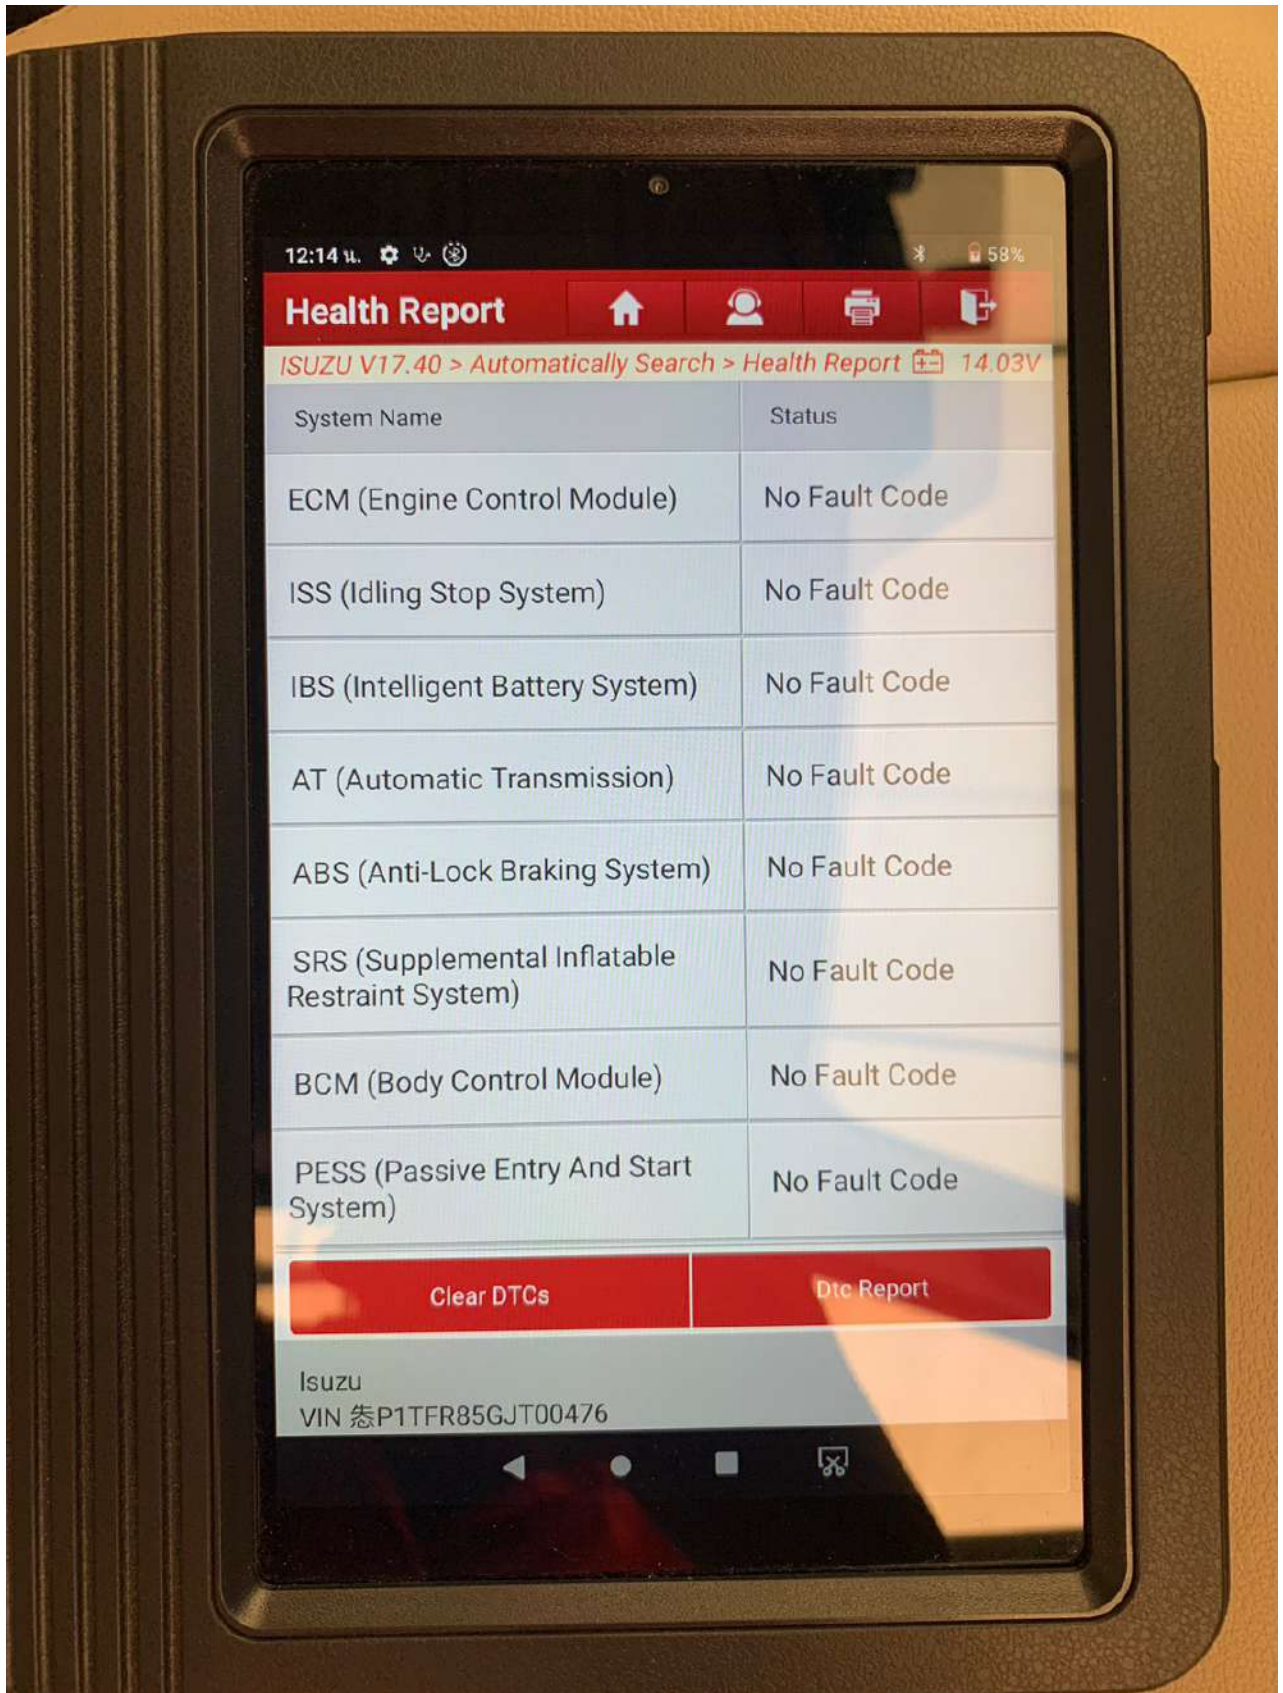 12:14 น. 58%
Health Report
ISUZU V17.40 > Automatically Search > Health Report 14.03V
System Name Status
ECM (Engine Control Module) No Fault Code
ISS (Idling Stop System) No Fault Code
IBS (Intelligent Battery System) No Fault Code
AT (Automatic Transmission) No Fault Code
ABS (Anti-Lock Braking System) No Fault Code
SRS (Supplemental Inflatable
Restraint System) No Fault Code
BCM (Body Control Module) No Fault Code
PESS (Passive Entry And Start
System) No Fault Code
Clear DTCs Dtc Report
Isuzu
VIN P1TFR85GJT00476